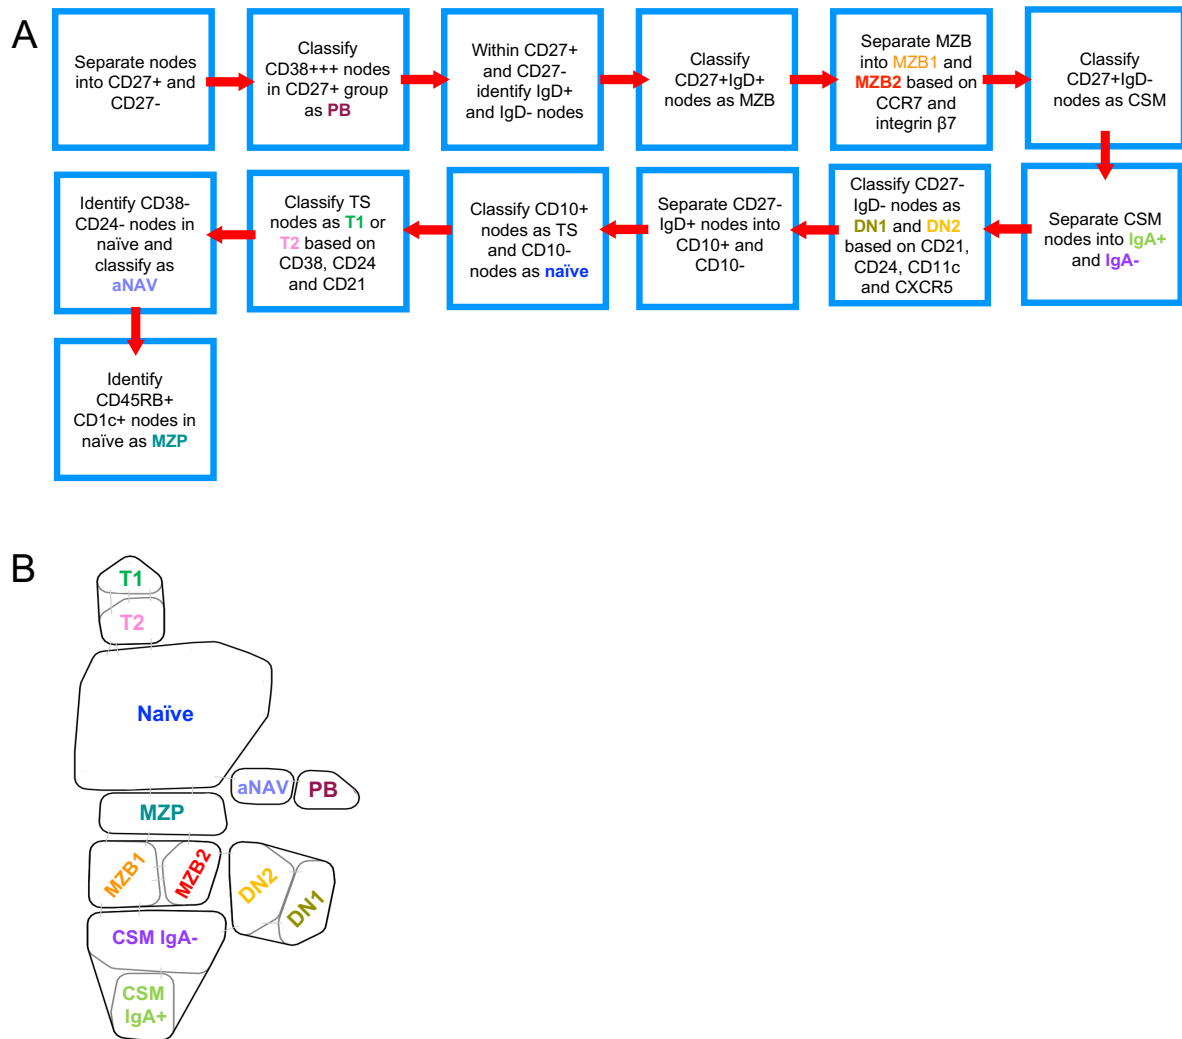 A
Separate nodes
into CD27+ and
CD27-
Classify
CD38+++ nodes
in CD27+ group
as PB
Within CD27+
and CD27-
identify IgD+
and IgD- nodes
Classify
CD27+IgD+
nodes as MZB
Separate MZB
into MZB1 and
MZB2 based on
CCR7 and
integrin β7
Classify
CD27+IgD-
nodes as CSM
Separate CSM
nodes into IgA+
and IgA-
Classify CD27-
IgD- nodes as
DN1 and DN2
based on CD21,
CD24, CD11c
and CXCR5
Separate CD27-
IgD+ nodes into
CD10+ and
CD10-
Classify CD10+
nodes as TS
and CD10-
nodes as naïve
Classify TS
nodes as T1 or
T2 based on
CD38, CD24
and CD21
Identify CD38-
CD24- nodes in
naïve and
classify as
aNAV
Identify
CD45RB+
CD1c+ nodes in
naïve as MZP
B
T1
T2
Naïve
aNAV
PB
MZP
MZB1
MZB2
DN2
DN1
CSM IgA-
CSM
IgA+